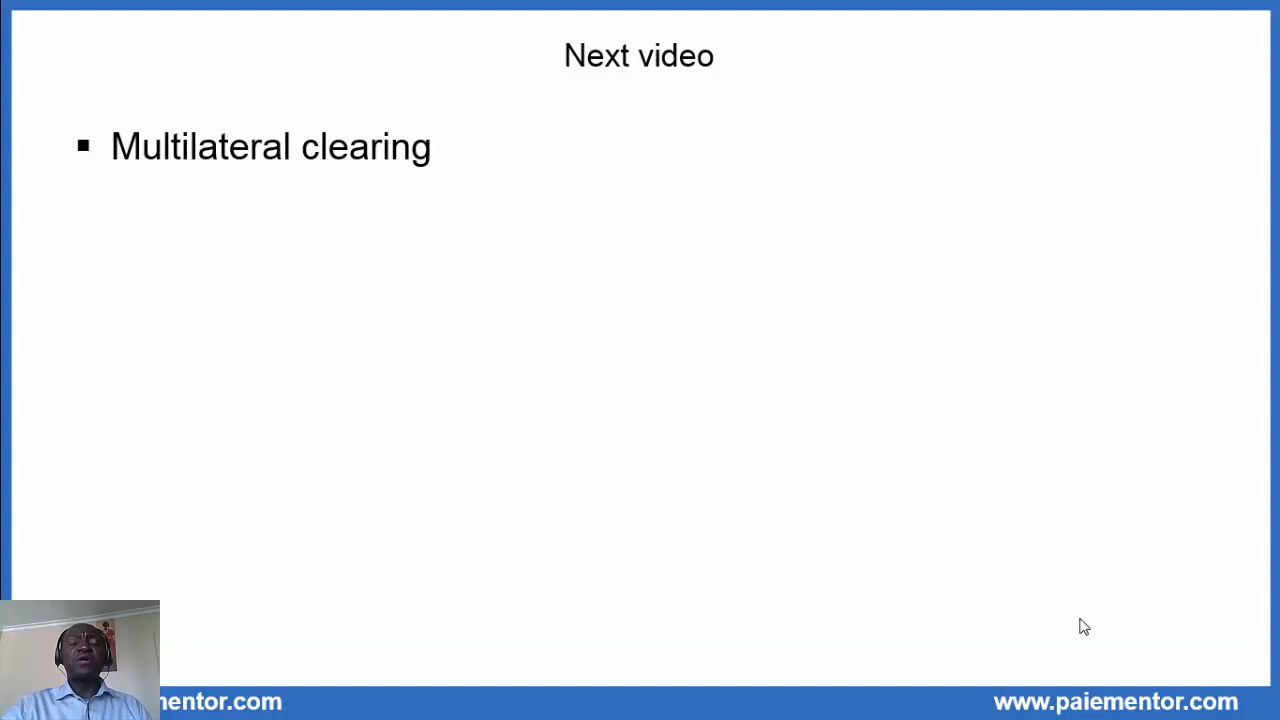 Next video
▪ Multilateral clearing
mentor.com
www.paiementor.com